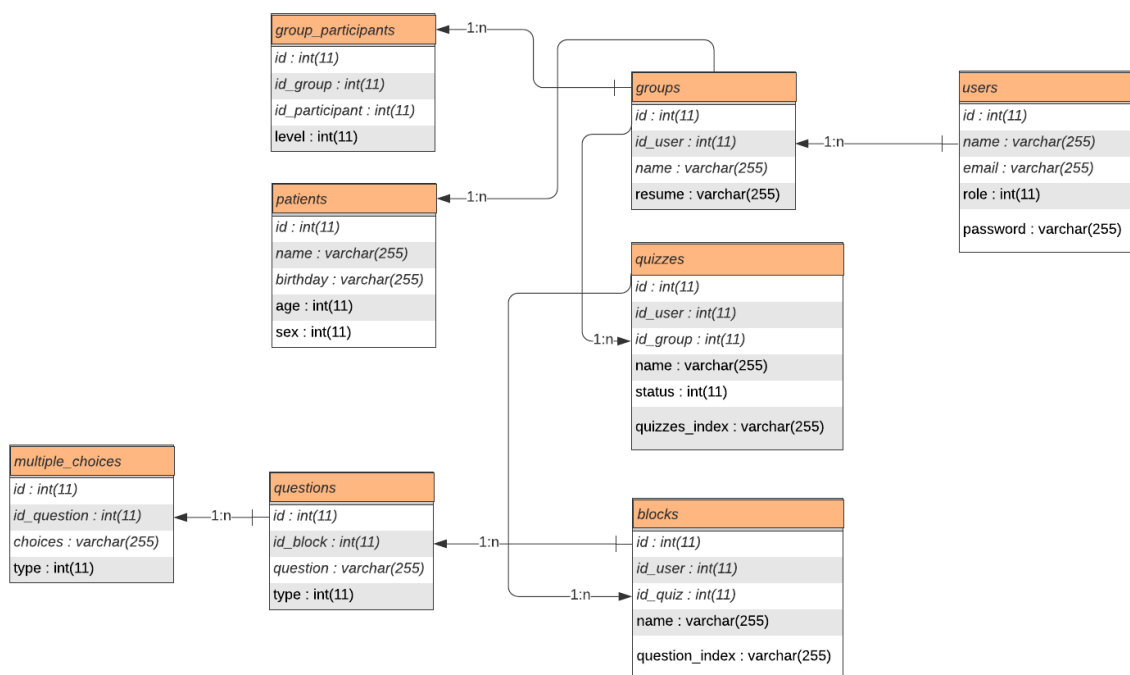 group_participants
id : int(11)
id_group : int(11)
id_participant : int(11)
level : int(11)
1:n
groups
id : int(11)
id_user : int(11)
name : varchar(255)
resume : varchar(255)
1:n
users
id : int(11)
name : varchar(255)
email : varchar(255)
role : int(11)
password : varchar(255)
patients
id : int(11)
name : varchar(255)
birthday : varchar(255)
age : int(11)
sex : int(11)
1:n
quizzes
id : int(11)
id_user : int(11)
id_group : int(11)
name : varchar(255)
status : int(11)
quizzes_index : varchar(255)
1:n
multiple_choices
id : int(11)
id_question : int(11)
choices : varchar(255)
type : int(11)
1:n
questions
id : int(11)
id_block : int(11)
question : varchar(255)
type : int(11)
1:n
blocks
id : int(11)
id_user : int(11)
id_quiz : int(11)
name : varchar(255)
question_index : varchar(255)
1:n